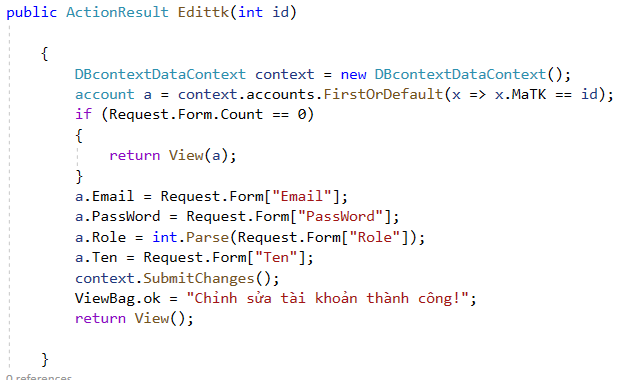 public ActionResult Edittk(int id)
{
DBcontextDataContext context = new DBcontextDataContext();
account a = context.accounts.FirstOrDefault(x => x.MaTK == id);
if (Request.Form.Count == 0)
{
return View(a);
}
a.Email = Request.Form["Email"];
a.PassWord = Request.Form["PassWord"];
a.Role = int.Parse(Request.Form["Role"]);
a.Ten = Request.Form["Ten"];
context.SubmitChanges();
ViewBag.ok = "Chỉnh sửa tài khoản thành công!";
return View();
}
0 references